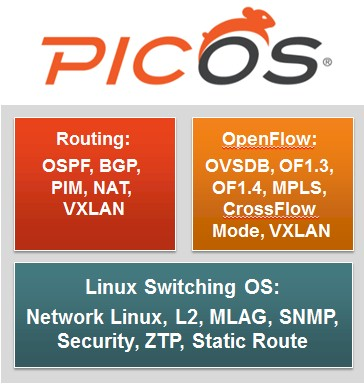 PICOS®
Routing:
OSPF, BGP,
PIM, NAT,
VXLAN
OpenFlow:
OVSDB, OF1.3,
OF1.4, MPLS,
CrossFlow
Mode, VXLAN
Linux Switching OS:
Network Linux, L2, MLAG, SNMP,
Security, ZTP, Static Route